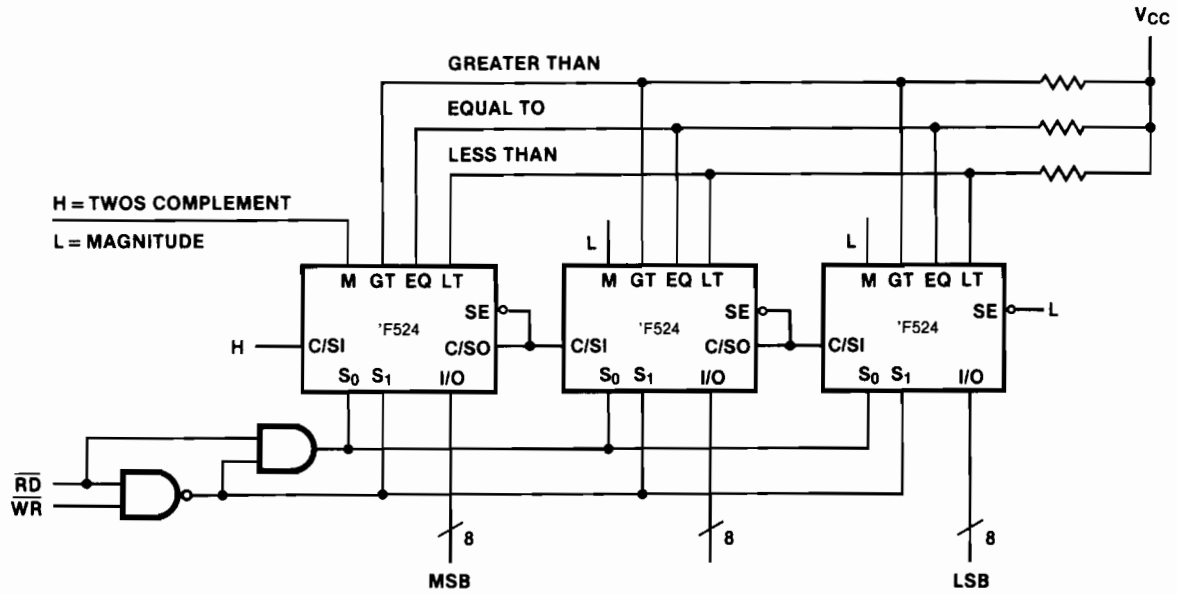 VCC
GREATER THAN
EQUAL TO
LESS THAN
H = TWOS COMPLEMENT
L = MAGNITUDE
L
L
M GT EQ LT
M GT EQ LT
M GT EQ LT
SE
SE
SE
L
'F524
'F524
'F524
H
C/SI
C/SO
C/SI
C/SO
C/SI
S0 S1 I/O
S0 S1 I/O
S0 S1 I/O
RD
WR
8
8
8
MSB
LSB